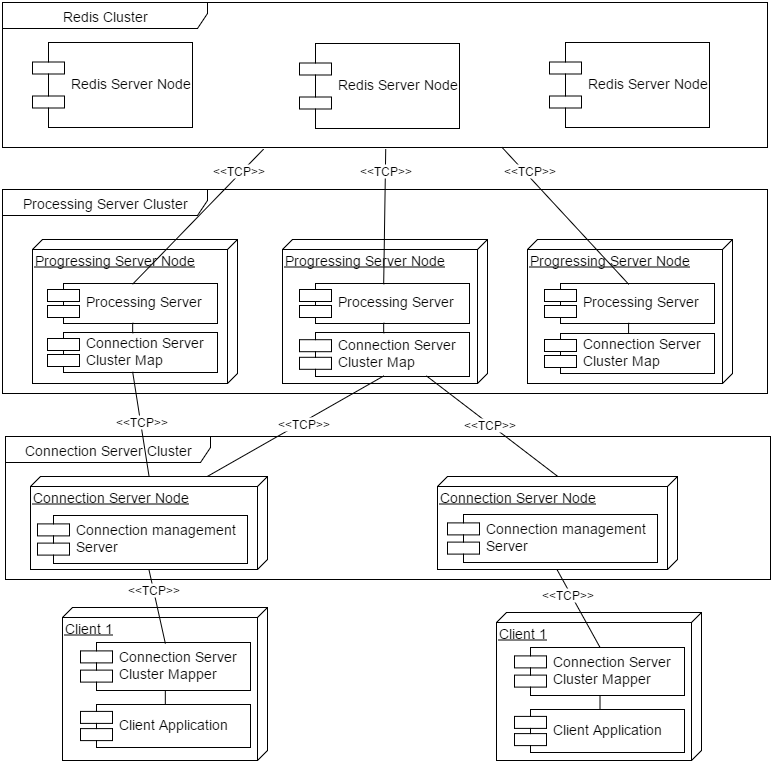 Redis Cluster
Redis Server Node
Redis Server Node
Redis Server Node
<<TCP>>
<<TCP>>
<<TCP>>
Processing Server Cluster
Progressing Server Node
Progressing Server Node
Progressing Server Node
Processing Server
Processing Server
Processing Server
Connection Server
Cluster Map
Connection Server
Cluster Map
Connection Server
Cluster Map
<<TCP>>
<<TCP>>
<<TCP>>
Connection Server Cluster
Connection Server Node
Connection Server Node
Connection management
Server
Connection management
Server
<<TCP>>
<<TCP>>
Client 1
Client 1
Connection Server
Cluster Mapper
Connection Server
Cluster Mapper
Client Application
Client Application